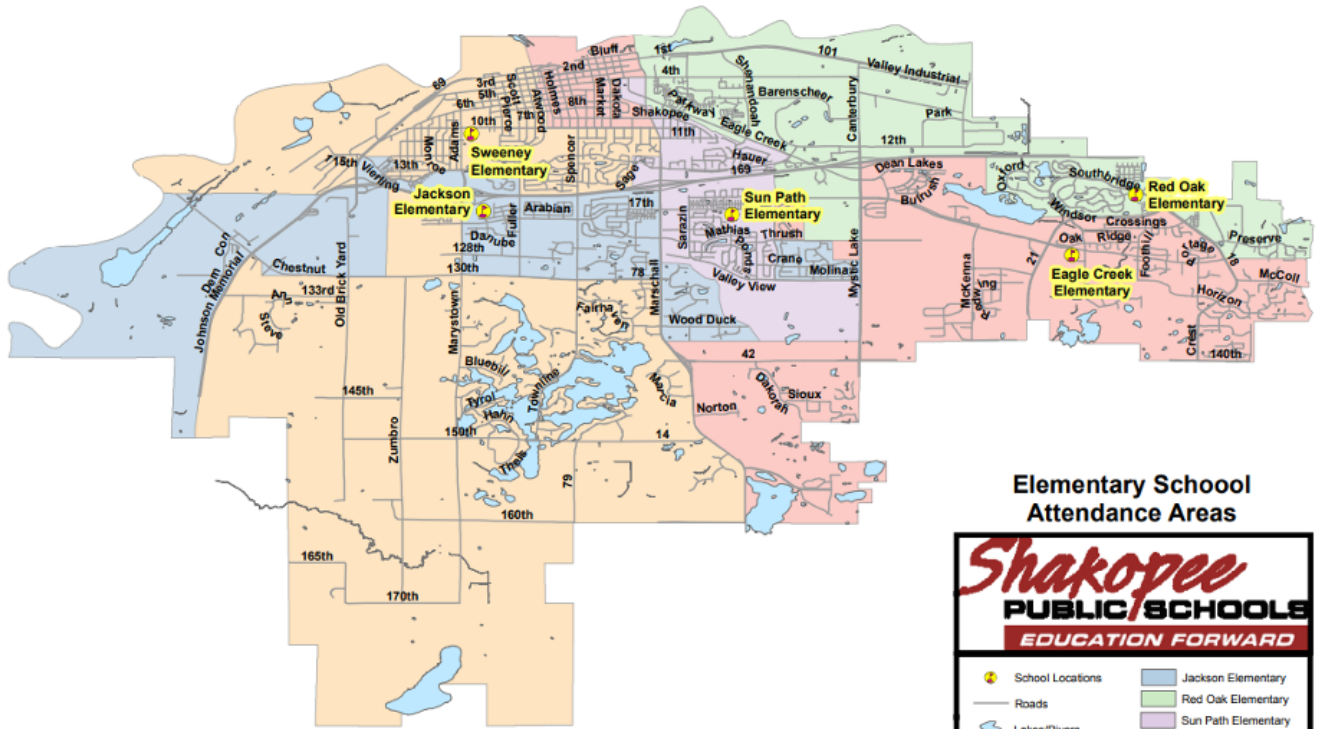 Bluff
1st
101
2nd
4th
Valley Industrial
69
3rd
Scott
Holmes
Shenandoah
5th
Pierce
Atwood
8th
Market
Dakota
Barenscheer
Canterbury
6th
7th
Parkway
Shakopee
Park
10th
Adams
11th
Eagle Creek
12th
Monroe
Sweeney
Elementary
Spencer
Hauer
115th
13th
169
Dean Lakes
Oxford
Southbridge
Vierling
Sage
Bulrush
Red Oak
Elementary
Jackson
Elementary
Fuller
Arabian
17th
Sun Path
Elementary
Windsor
Crossings
Sarazin
Mathias
Thrush
Danube
Oak
Ridge
Foothill
Portage
Preserve
Dem Con
128th
Crane
21
18
Chestnut
130th
78
Marschall
Molina
Mystic Lake
Eagle Creek
Elementary
McColl
Johnson Memorial
Old Brick Yard
133rd
Valley View
McKenna
Horizon
Steve
Marystown
Wood Duck
Crest
42
140th
Bluebill
Townline
Marcia
Dakotah
Sioux
145th
Tyrol
Hahn
Norton
Zumbro
150th
14
Theis
79
160th
165th
170th
Elementary Schoool
Attendance Areas
Shakopee
PUBLIC SCHOOLS
EDUCATION FORWARD
School Locations
Jackson Elementary
Roads
Red Oak Elementary
Lakes/Rivers
Sun Path Elementary